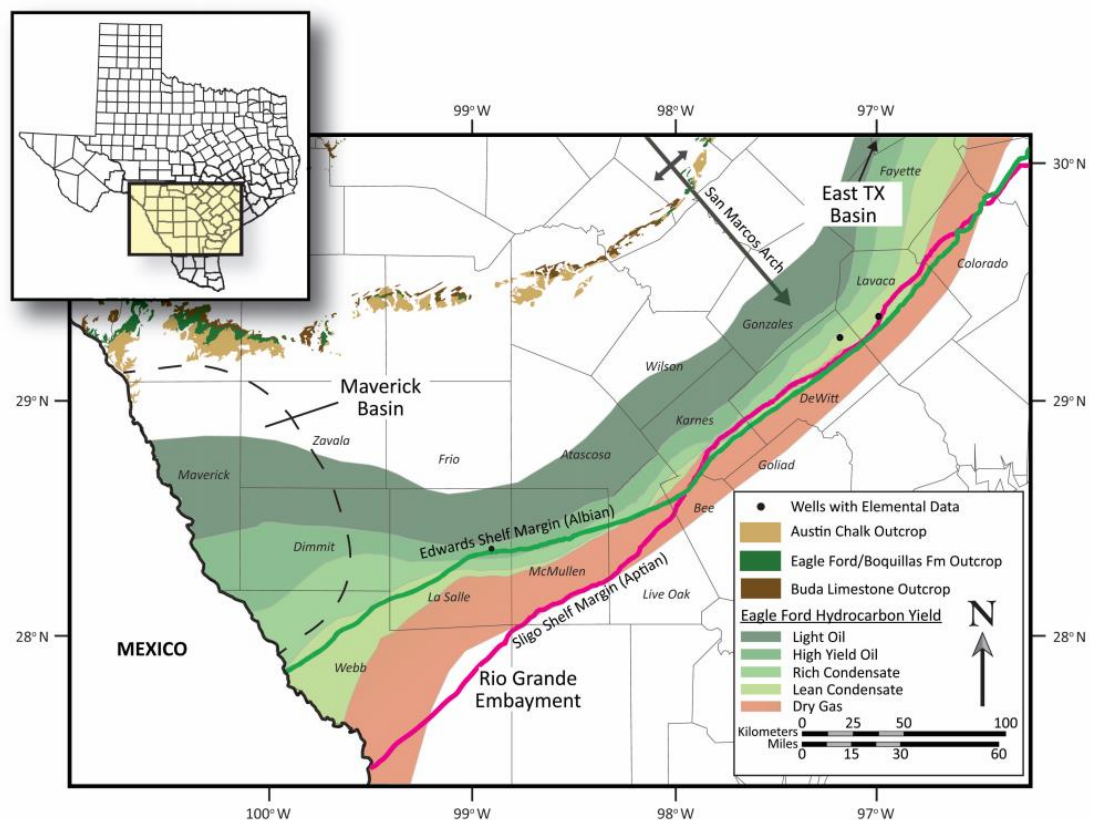 99°W
98°W
97°W
30°N
Fayette
East TX
Basin
San Marcos Arch
Colorado
Lavaca
Gonzales
Wilson
29°N
29°N
Maverick
Basin
DeWitt
Karnes
Zavala
Frio
Atascosa
Goliad
Maverick
Bee
Edwards Shelf Margin (Albian)
Dimmit
McMullen
La Salle
Live Oak
Sligo Shelf Margin (Aptian)
28°N
28°N
MEXICO
Webb
Rio Grande
Embayment
Wells with Elemental Data
Austin Chalk Outcrop
Eagle Ford/Boquillas Fm Outcrop
Buda Limestone Outcrop
Eagle Ford Hydrocarbon Yield
N
Light Oil
High Yield Oil
Rich Condensate
Lean Condensate
Dry Gas
0 25 50 100
Kilometers
Miles
0 15 30 60
100°W
99°W
98°W
97°W